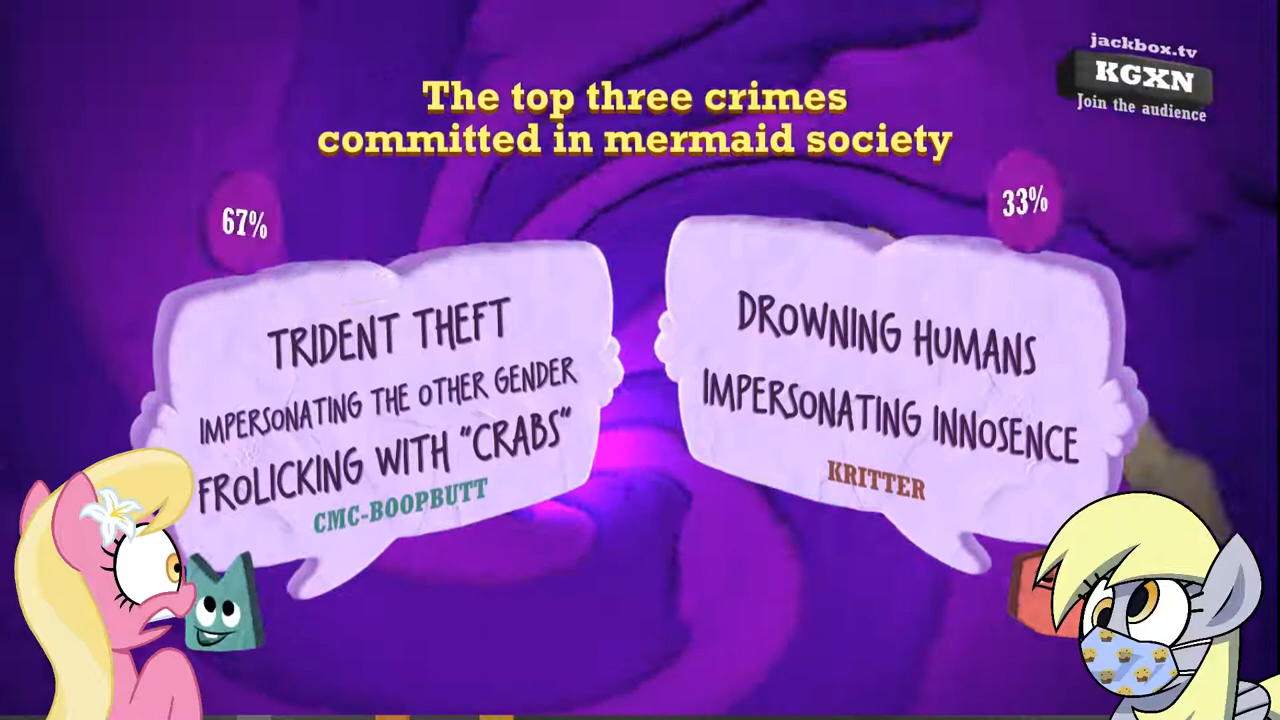 jackbox.tv
KGXN
Join the audience
The top three crimes
committed in mermaid society
67%
TRIDENT THEFT
IMPERSONATING THE OTHER GENDER
FROLICKING WITH "CRABS"
CMC-BOOPBUTT
33%
DROWNING HUMANS
IMPERSONATING INNOSENCE
KRITTER